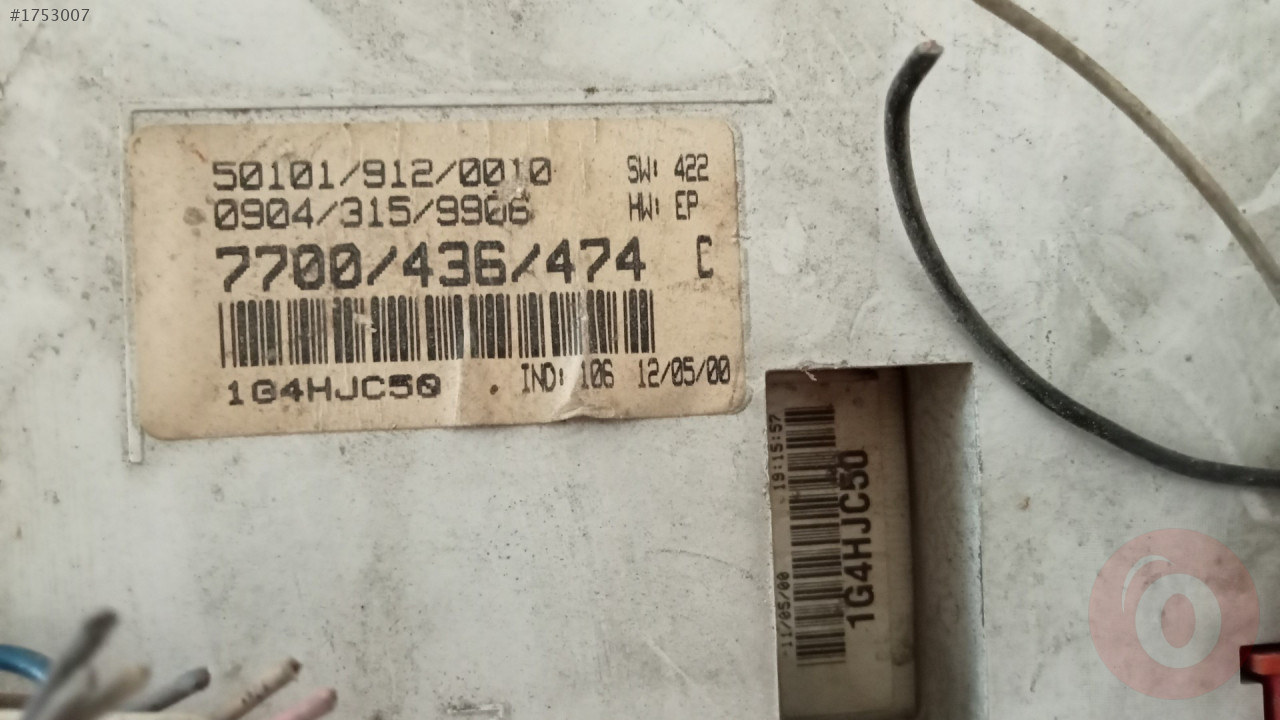 #1753007
50101/912/0010
SW: 422
0904/315/9906
HW: EP
7700/436/474 C
1G4HJC50
IND: 106 12/05/00
19:15:57
1G4HJC50
11/05/00